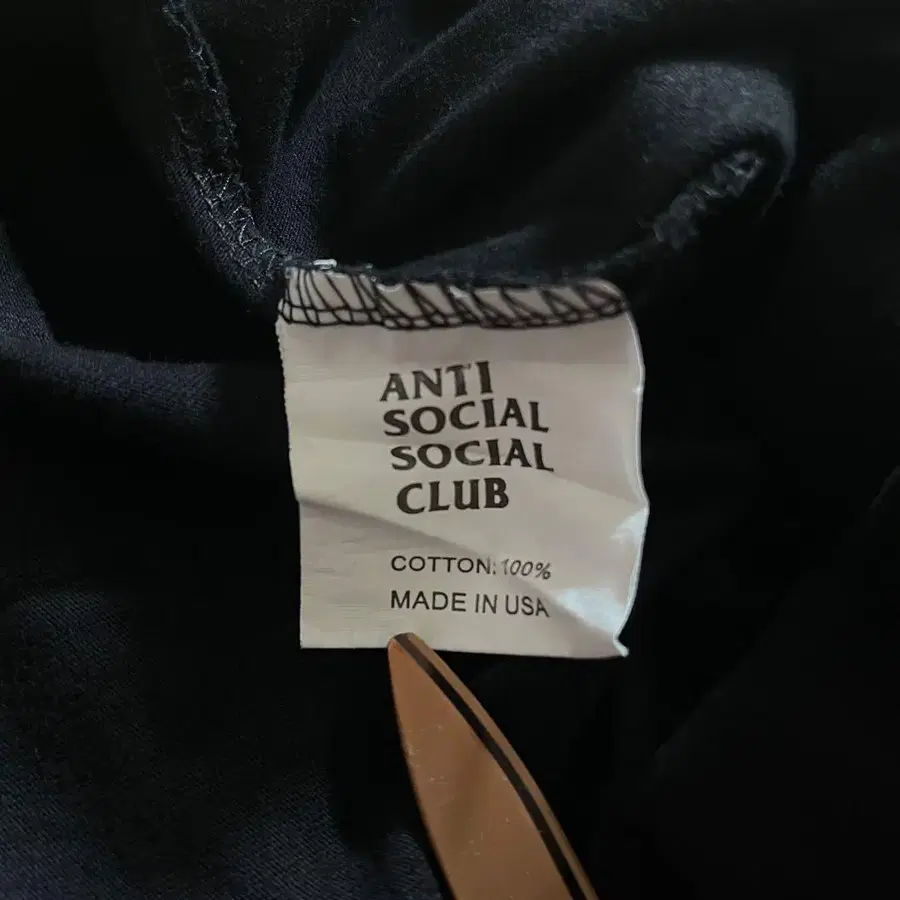 ANTI
SOCIAL
SOCIAL
CLUB
COTTON: 100%
MADE IN USA